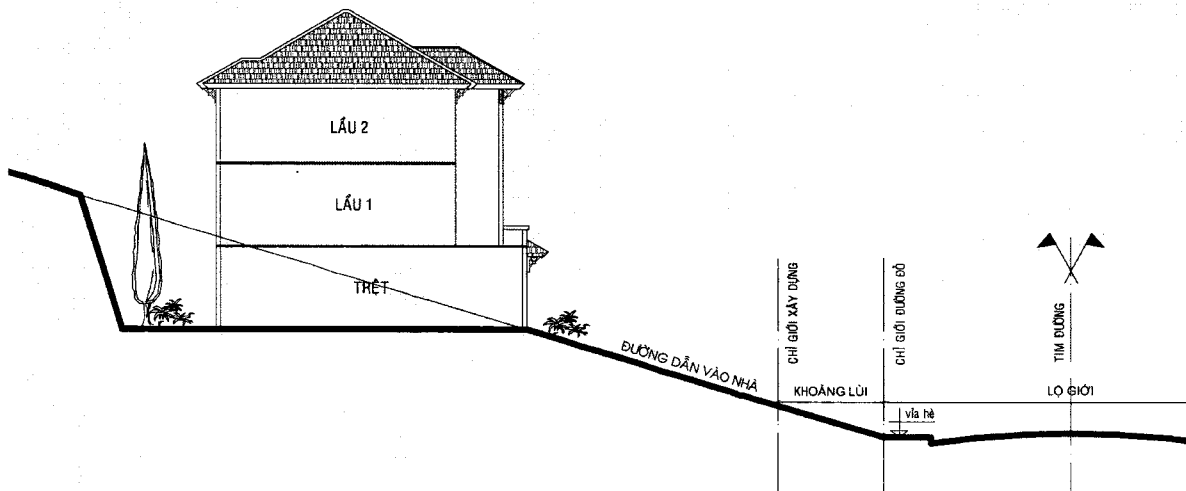 LẦU 2
LẦU 1
TRỆT
ĐƯỜNG DẪN VÀO NHÀ
CHỈ GIỚI XÂY DỰNG
CHỈ GIỚI ĐƯỜNG ĐỎ
TIM ĐƯỜNG
KHOẢNG LÙI
LỘ GIỚI
vỉa hè